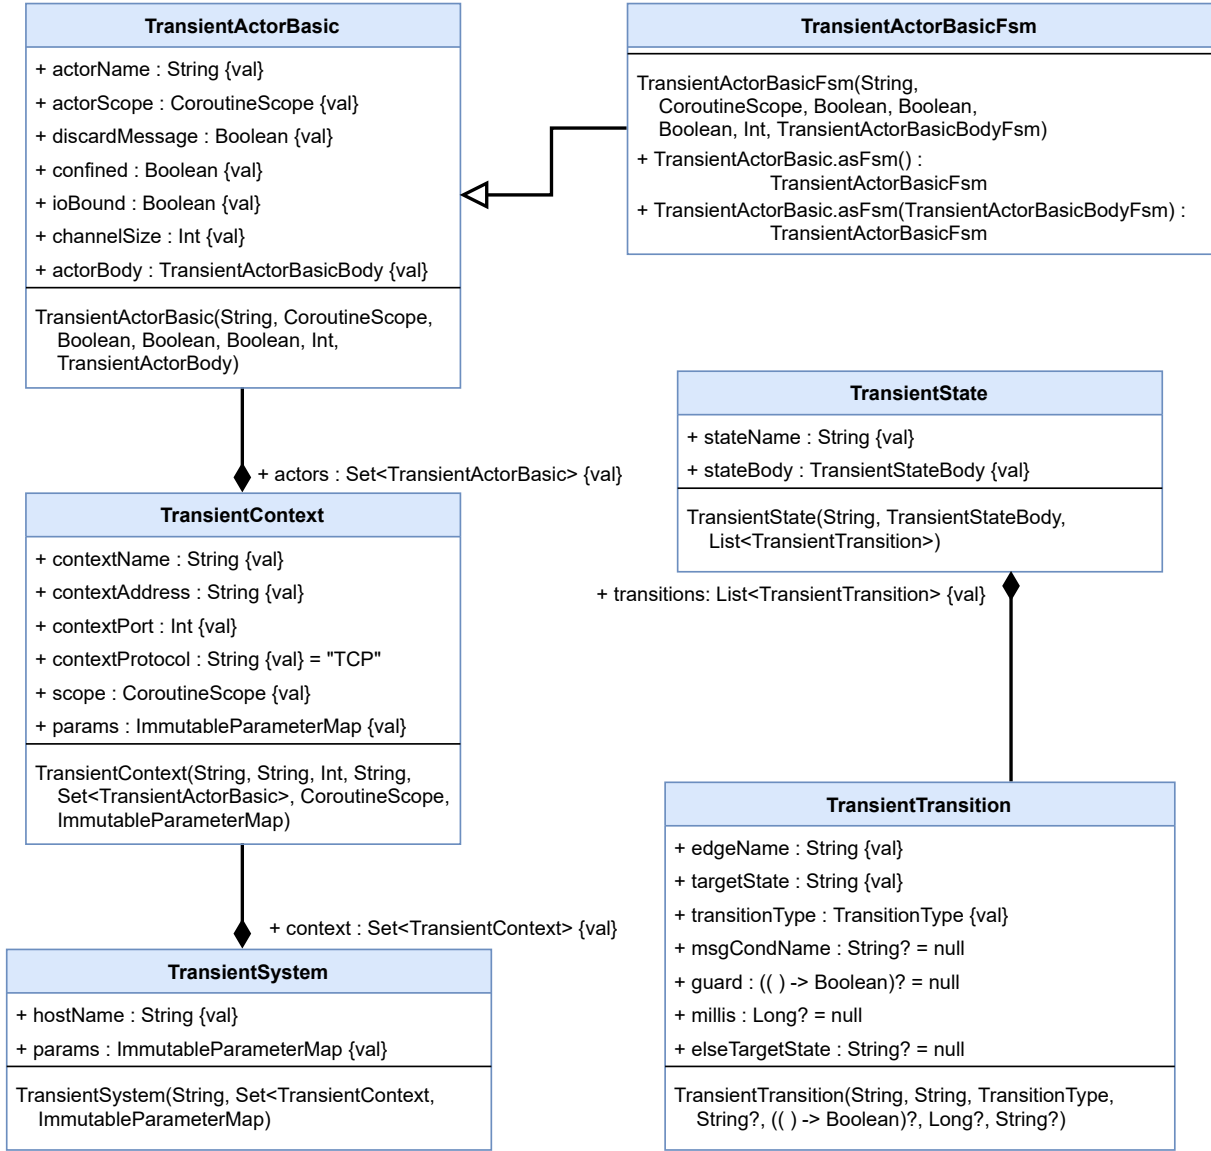 TransientActorBasic
+ actorName : String {val}
+ actorScope : CoroutineScope {val}
+ discardMessage : Boolean {val}
+ confined : Boolean {val}
+ ioBound : Boolean {val}
+ channelSize : Int {val}
+ actorBody : TransientActorBasicBody {val}
TransientActorBasic(String, CoroutineScope,
Boolean, Boolean, Boolean, Int,
TransientActorBody)
TransientActorBasicFsm
TransientActorBasicFsm(String,
CoroutineScope, Boolean, Boolean,
Boolean, Int, TransientActorBasicBodyFsm)
+ TransientActorBasic.asFsm() :
TransientActorBasicFsm
+ TransientActorBasic.asFsm(TransientActorBasicBodyFsm) :
TransientActorBasicFsm
+ actors : Set<TransientActorBasic> {val}
TransientContext
+ contextName : String {val}
+ contextAddress : String {val}
+ contextPort : Int {val}
+ contextProtocol : String {val} = "TCP"
+ scope : CoroutineScope {val}
+ params : ImmutableParameterMap {val}
TransientContext(String, String, Int, String,
Set<TransientActorBasic>, CoroutineScope,
ImmutableParameterMap)
+ context : Set<TransientContext> {val}
TransientSystem
+ hostName : String {val}
+ params : ImmutableParameterMap {val}
TransientSystem(String, Set<TransientContext,
ImmutableParameterMap)
TransientState
+ stateName : String {val}
+ stateBody : TransientStateBody {val}
TransientState(String, TransientStateBody,
List<TransientTransition>)
+ transitions: List<TransientTransition> {val}
TransientTransition
+ edgeName : String {val}
+ targetState : String {val}
+ transitionType : TransitionType {val}
+ msgCondName : String? = null
+ guard : (( ) -> Boolean)? = null
+ millis : Long? = null
+ elseTargetState : String? = null
TransientTransition(String, String, TransitionType,
String?, (( ) -> Boolean)?, Long?, String?)